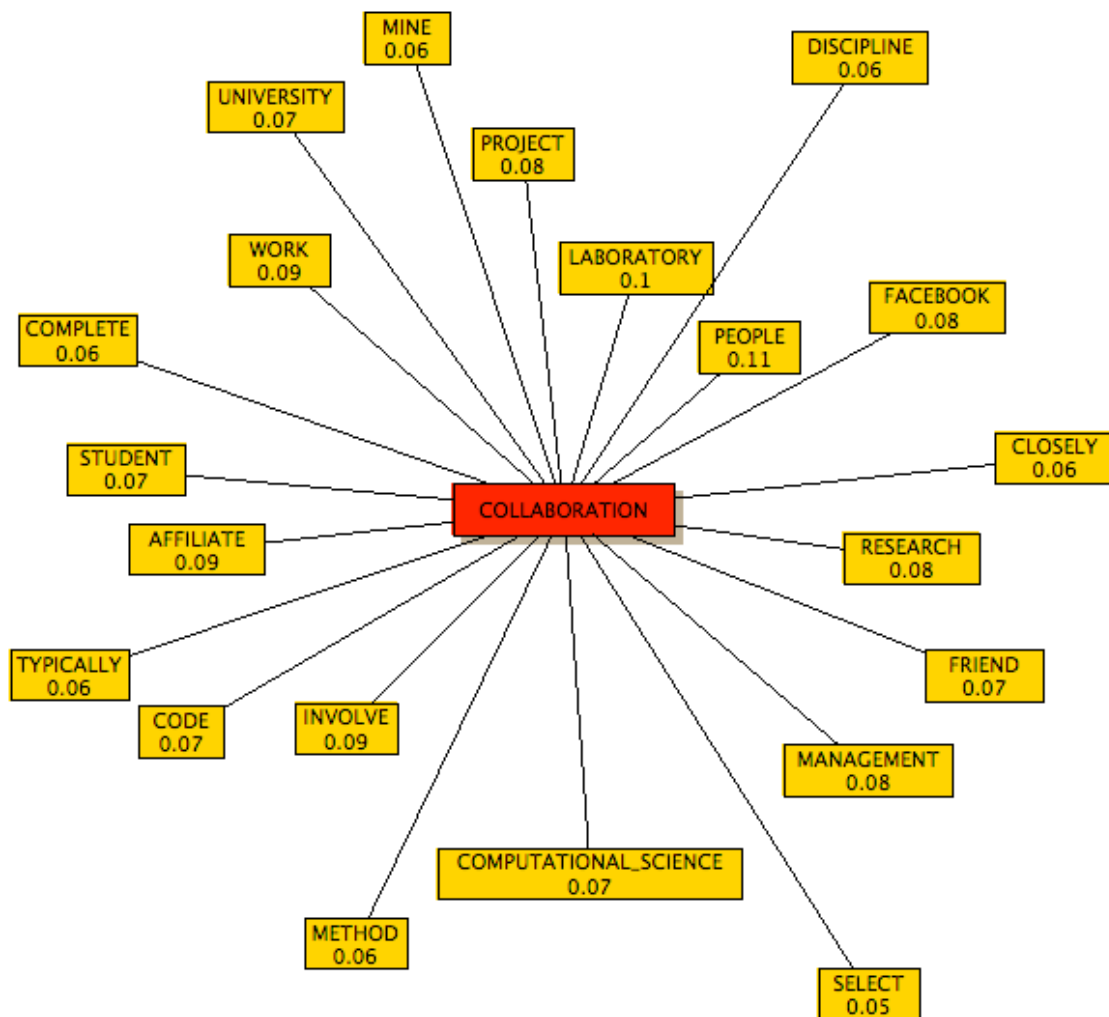 MINE
0.06
DISCIPLINE
0.06
UNIVERSITY
0.07
PROJECT
0.08
WORK
0.09
LABORATORY
0.1
FACEBOOK
0.08
COMPLETE
0.06
PEOPLE
0.11
CLOSELY
0.06
STUDENT
0.07
COLLABORATION
AFFILIATE
0.09
RESEARCH
0.08
TYPICALLY
0.06
FRIEND
0.07
CODE
0.07
INVOLVE
0.09
MANAGEMENT
0.08
COMPUTATIONAL_SCIENCE
0.07
METHOD
0.06
SELECT
0.05